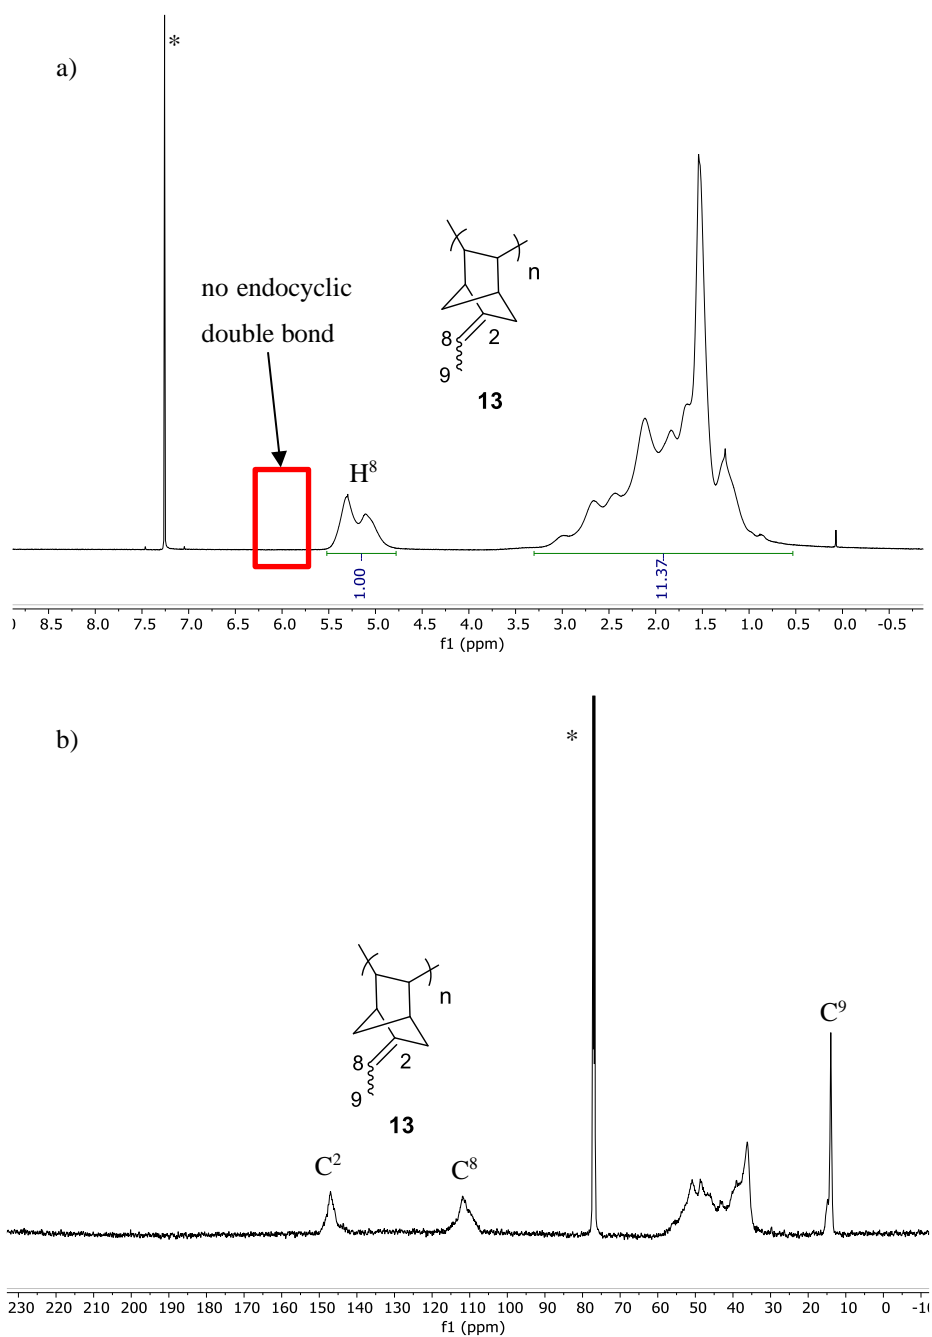 *
a)
no endocyclic
double bond
n
8
2
9
13
H8
1.00
11.37
8.5 8.0 7.5 7.0 6.5 6.0 5.5 5.0 4.5 4.0 3.5 3.0 2.5 2.0 1.5 1.0 0.5 0.0 -0.5
f1 (ppm)
b)
*
n
8
2
9
13
C2
C8
C9
230 220 210 200 190 180 170 160 150 140 130 120 110 100 90 80 70 60 50 40 30 20 10 0
f1 (ppm)